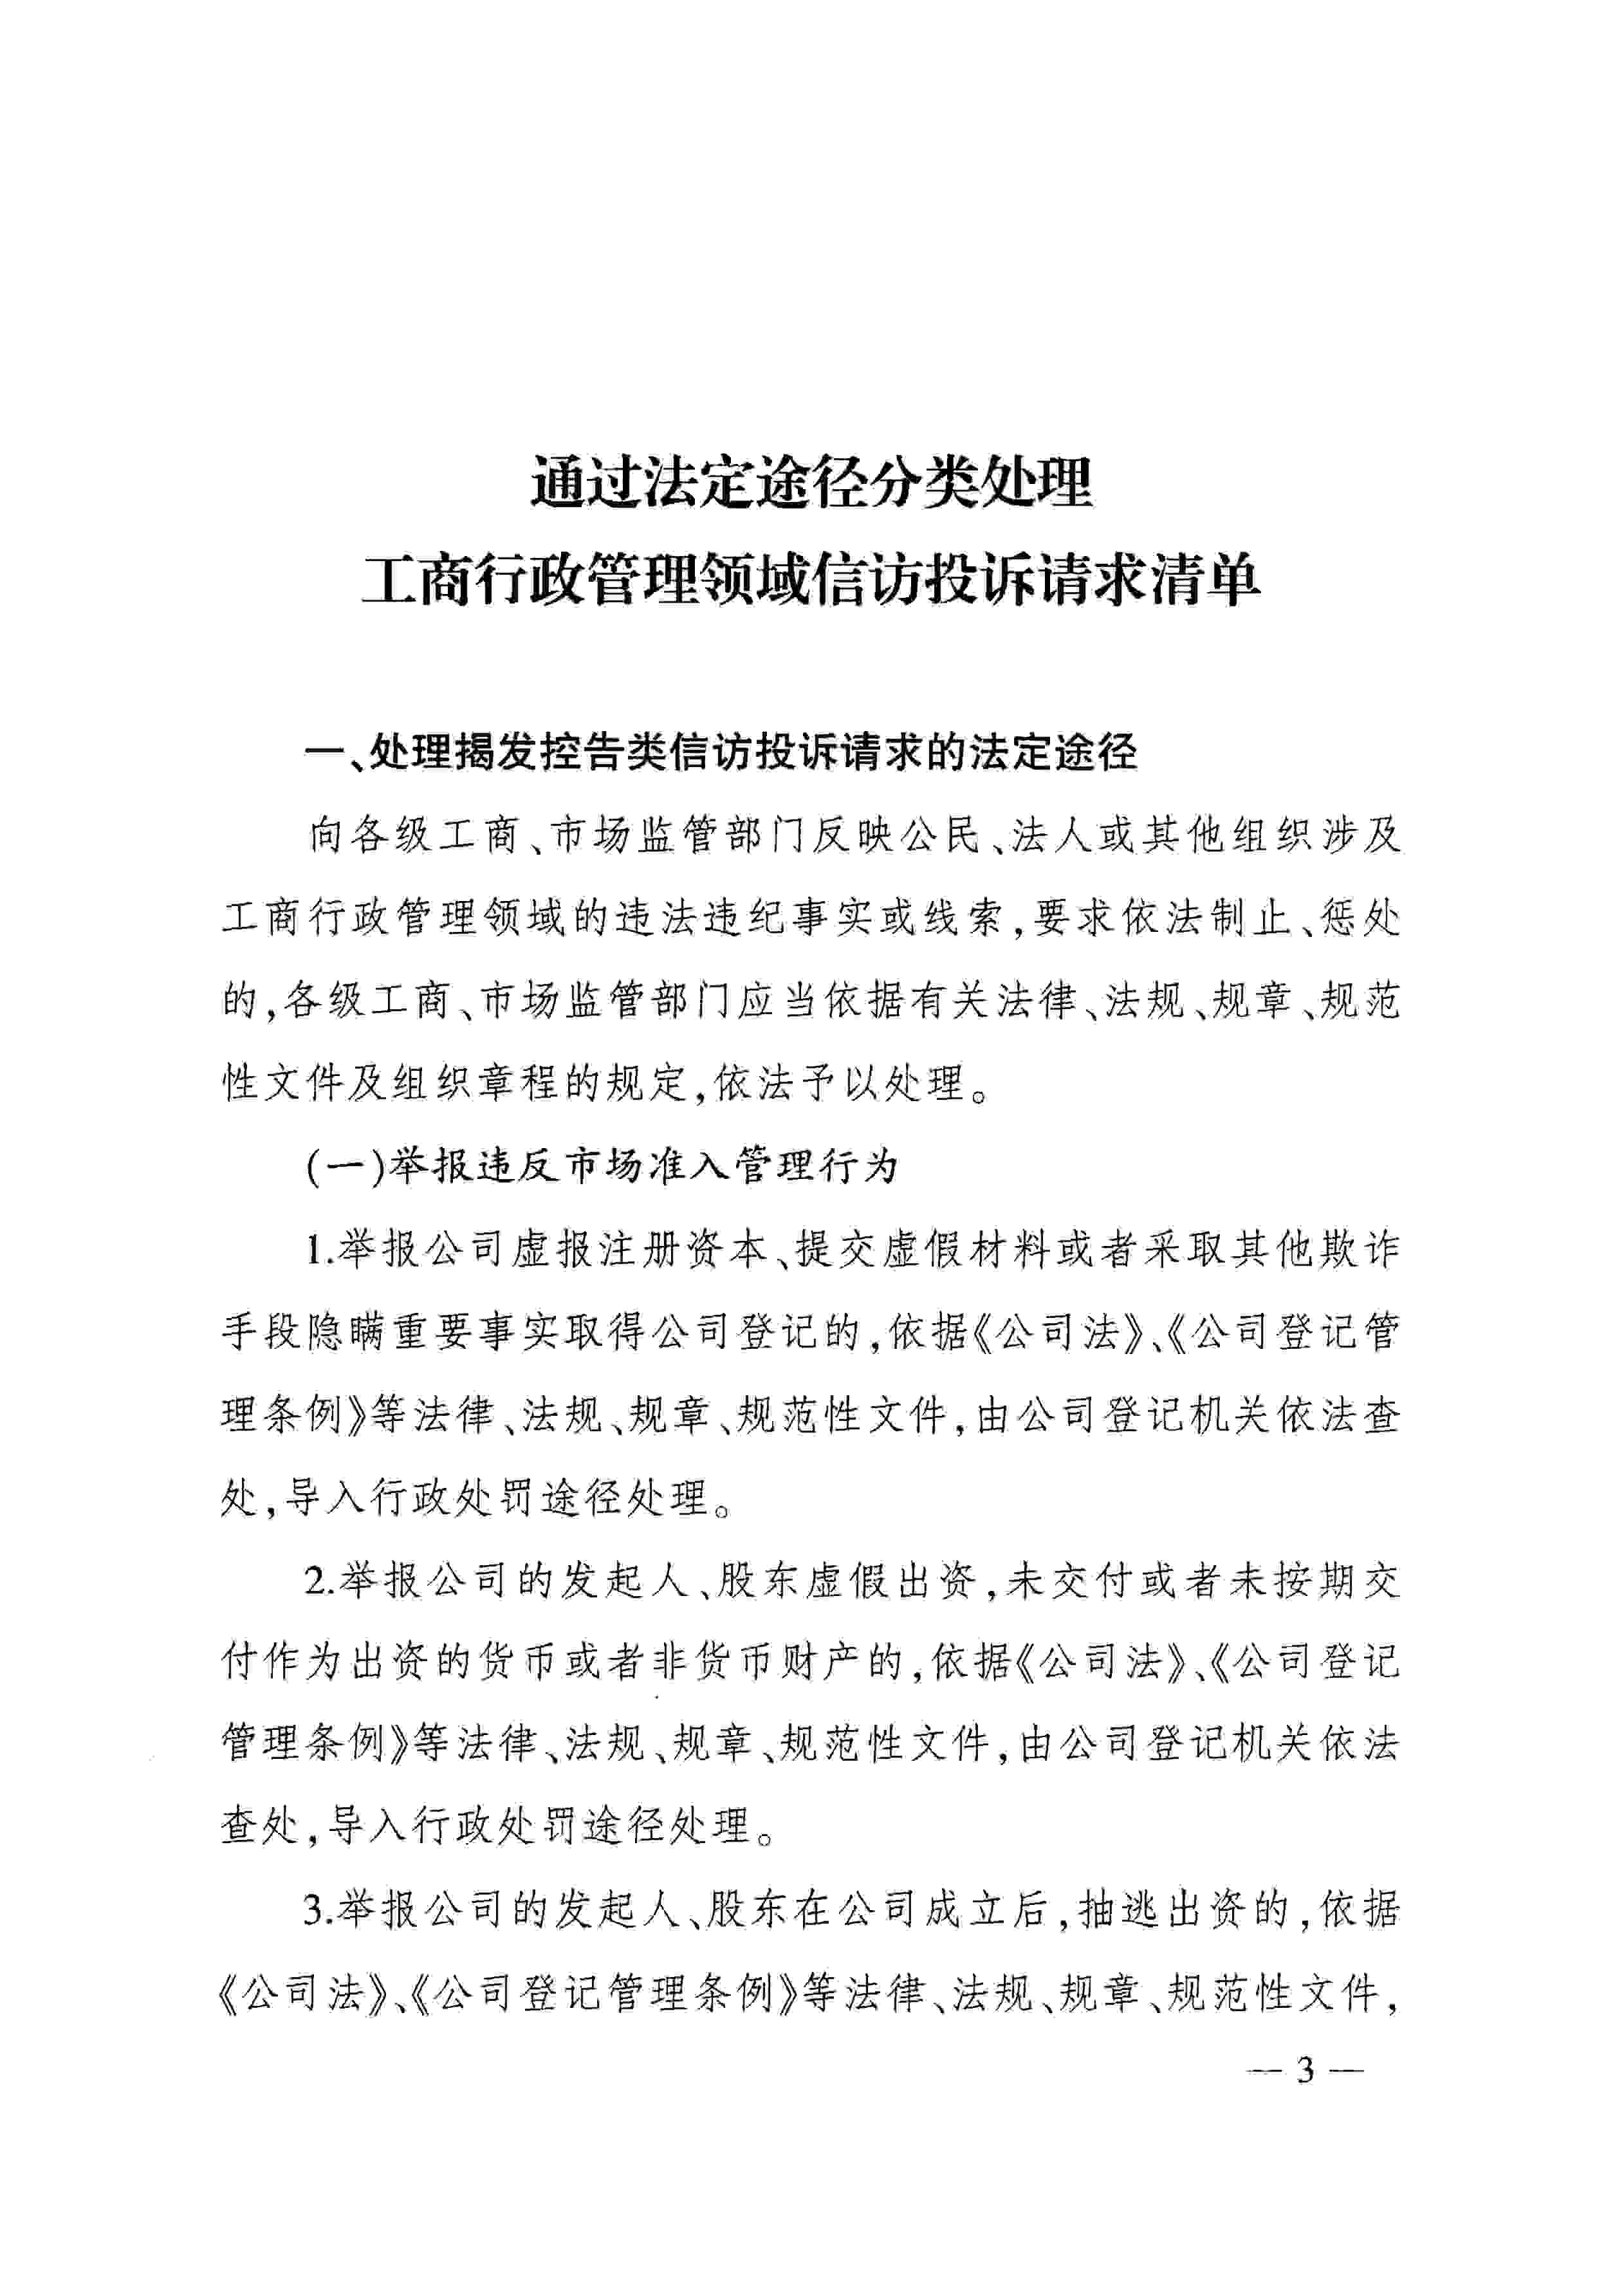 通过法定途径分类处理
工商行政管理领域信访投诉请求清单
一、处理揭发控告类信访投诉请求的法定途径
向各级工商、市场监管部门反映公民、法人或其他组织涉及
工商行政管理领域的违法违纪事实或线索,要求依法制止、惩处
的,各级工商、市场监管部门应当依据有关法律、法规、规章、规范
性文件及组织章程的规定,依法予以处理。
(一)举报违反市场准入管理行为
1.举报公司虚报注册资本、提交虚假材料或者采取其他欺诈
手段隐瞒重要事实取得公司登记的,依据《公司法》、《公司登记管
理条例》等法律、法规、规章、规范性文件,由公司登记机关依法查
处,导入行政处罚途径处理。
2.举报公司的发起人、股东虚假出资,未交付或者未按期交
付作为出资的货币或者非货币财产的,依据《公司法》、《公司登记
管理条例》等法律、法规、规章、规范性文件,由公司登记机关依法
查处,导入行政处罚途径处理。
3.举报公司的发起人、股东在公司成立后,抽逃出资的,依据
《公司法》、《公司登记管理条例》等法律、法规、规章、规范性文件,
— 3 —